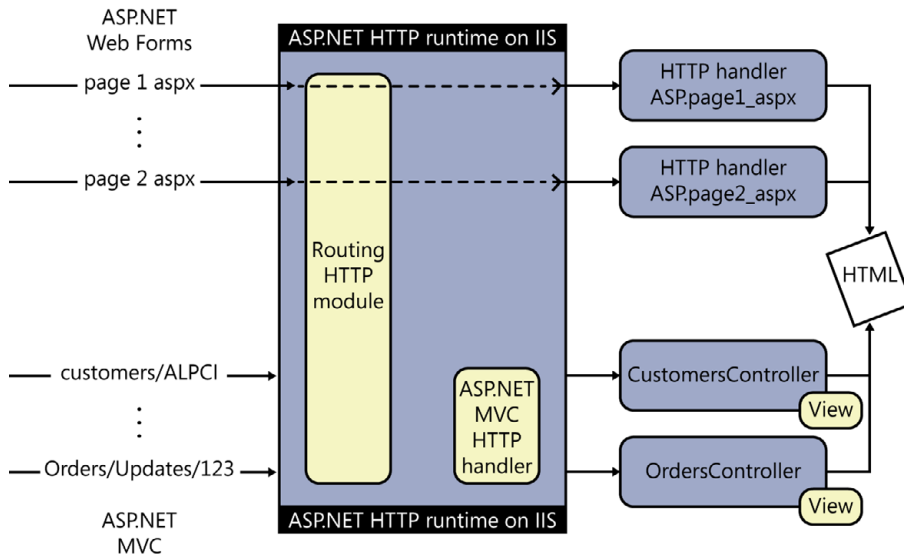 ASP.NET
Web Forms
page 1 aspx
page 2 aspx
customers/ALPCI
Orders/Updates/123
ASP.NET
MVC
ASP.NET HTTP runtime on IIS
Routing
HTTP
module
ASP.NET
MVC
HTTP
handler
ASP.NET HTTP runtime on IIS
HTTP handler
ASP.page1_aspx
HTTP handler
ASP.page2_aspx
HTML
CustomersController
View
OrdersController
View